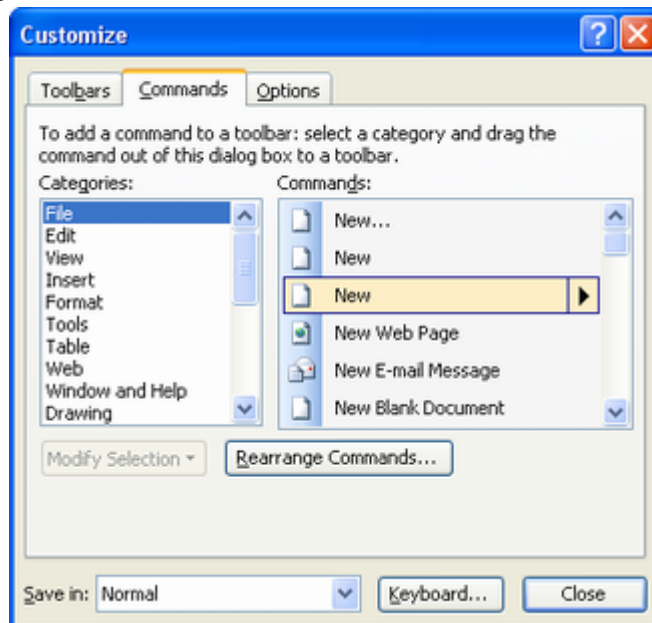 Customize
Toolbars Commands Options
To add a command to a toolbar: select a category and drag the
command out of this dialog box to a toolbar.
Categories:
Commands:
File
Edit
View
Insert
Format
Tools
Table
Web
Window and Help
Drawing
New...
New
New
New Web Page
New E-mail Message
New Blank Document
Modify Selection
Rearrange Commands...
Save in: Normal
Keyboard...
Close